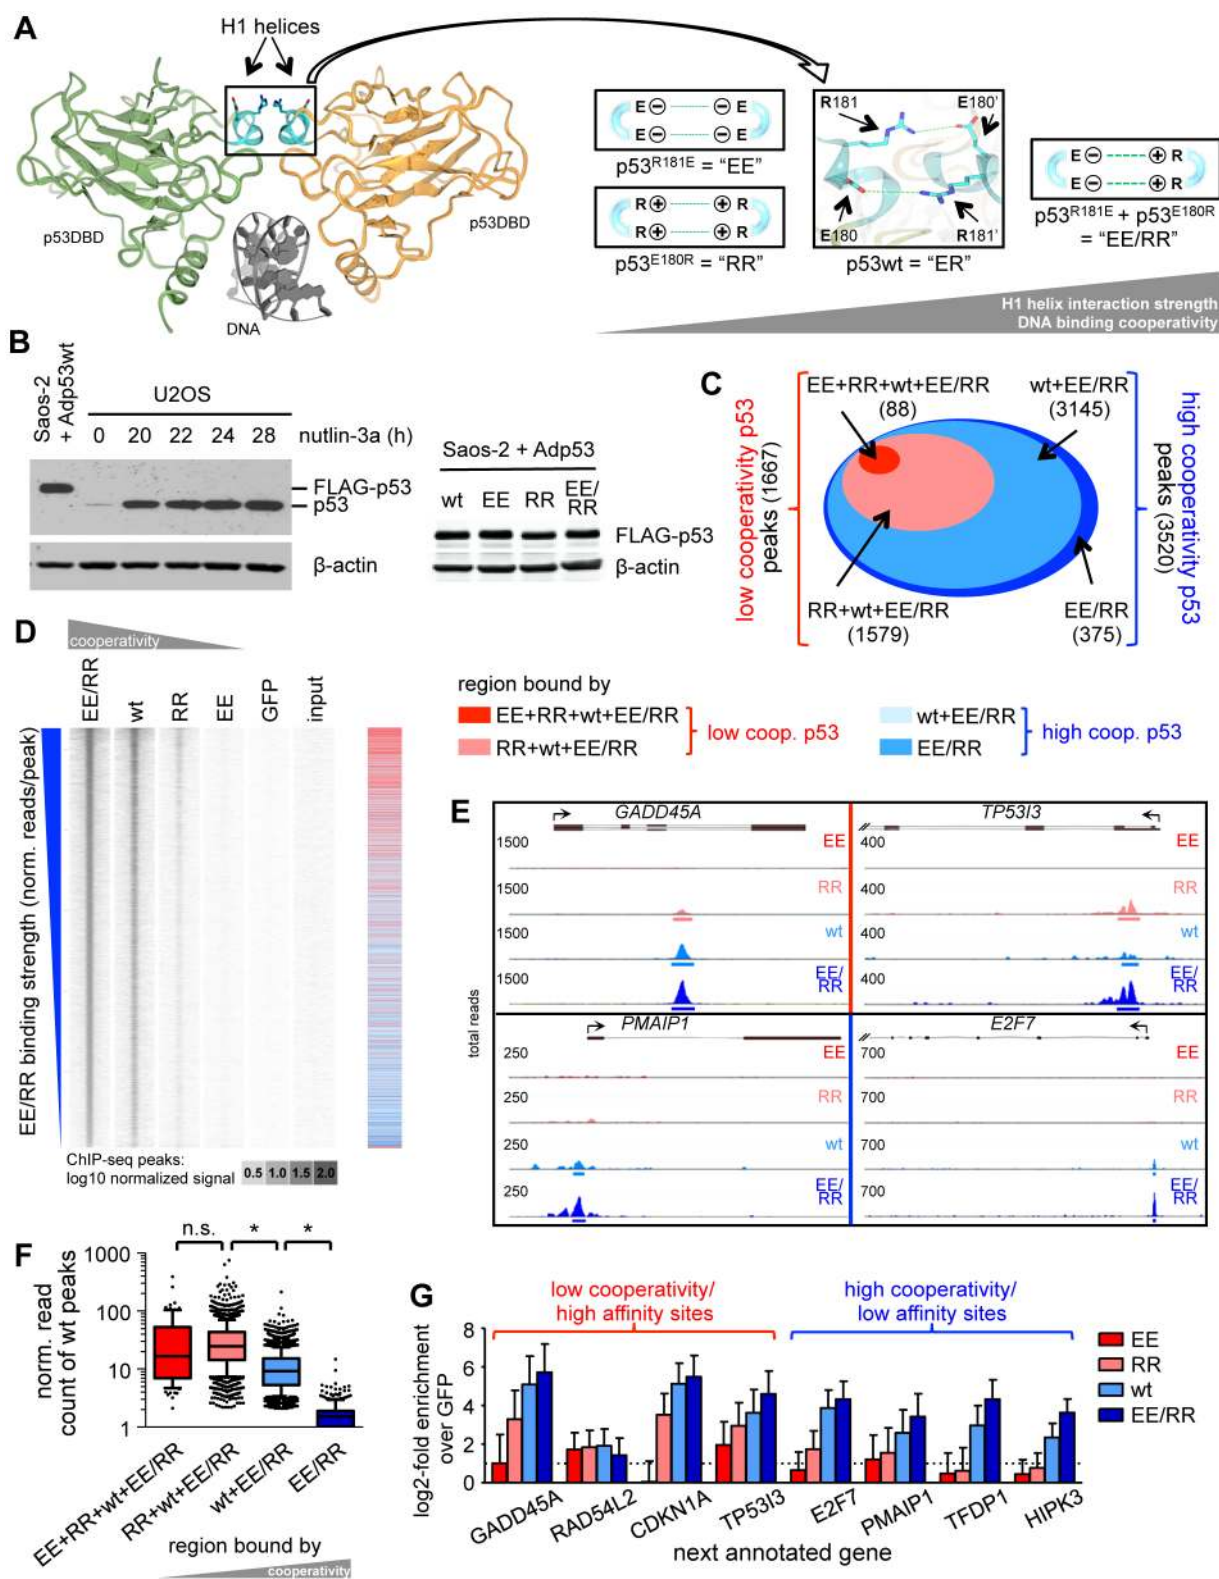 A
H1 helices
p53DBD
p53DBD
DNA
E − − E
E − − E
p53R181E = “EE”
R + + R
R + + R
p53E180R = “RR”
R181
E180'
E180
R181'
p53wt = “ER”
E − + R
E − + R
p53R181E + p53E180R
= “EE/RR”
H1 helix interaction strength
DNA binding cooperativity
B
Saos-2
+ Adp53wt
U2OS
0 20 22 24 28 nutlin-3a (h)
FLAG-p53
p53
β-actin
Saos-2 + Adp53
wt EE RR EE/
RR
FLAG-p53
β-actin
C
low cooperativity p53
peaks (1667)
EE+RR+wt+EE/RR
(88)
wt+EE/RR
(3145)
RR+wt+EE/RR
(1579)
EE/RR
(375)
high cooperativity p53
peaks (3520)
D
cooperativity
EE/RR
wt
RR
EE
GFP
input
EE/RR binding strength (norm. reads/peak)
ChIP-seq peaks:
log10 normalized signal
0.5 1.0 1.5 2.0
region bound by
EE+RR+wt+EE/RR
RR+wt+EE/RR
low coop. p53
wt+EE/RR
EE/RR
high coop. p53
E
total reads
GADD45A
1500 EE
1500 RR
1500 wt
1500 EE/
RR
TP53I3
400 EE
400 RR
400 wt
400 EE/
RR
PMAIP1
250 EE
250 RR
250 wt
250 EE/
RR
E2F7
700 EE
700 RR
700 wt
700 EE/
RR
F
norm. read
count of wt peaks
1000
100
10
1
n.s.
*
*
EE+RR+wt+EE/RR
RR+wt+EE/RR
wt+EE/RR
EE/RR
region bound by
cooperativity
G
low cooperativity/
high affinity sites
high cooperativity/
low affinity sites
log2-fold enrichment
over GFP
8
6
4
2
0
EE
RR
wt
EE/RR
GADD45A
RAD54L2
CDKN1A
TP53I3
E2F7
PMAIP1
TFDP1
HIPK3
next annotated gene